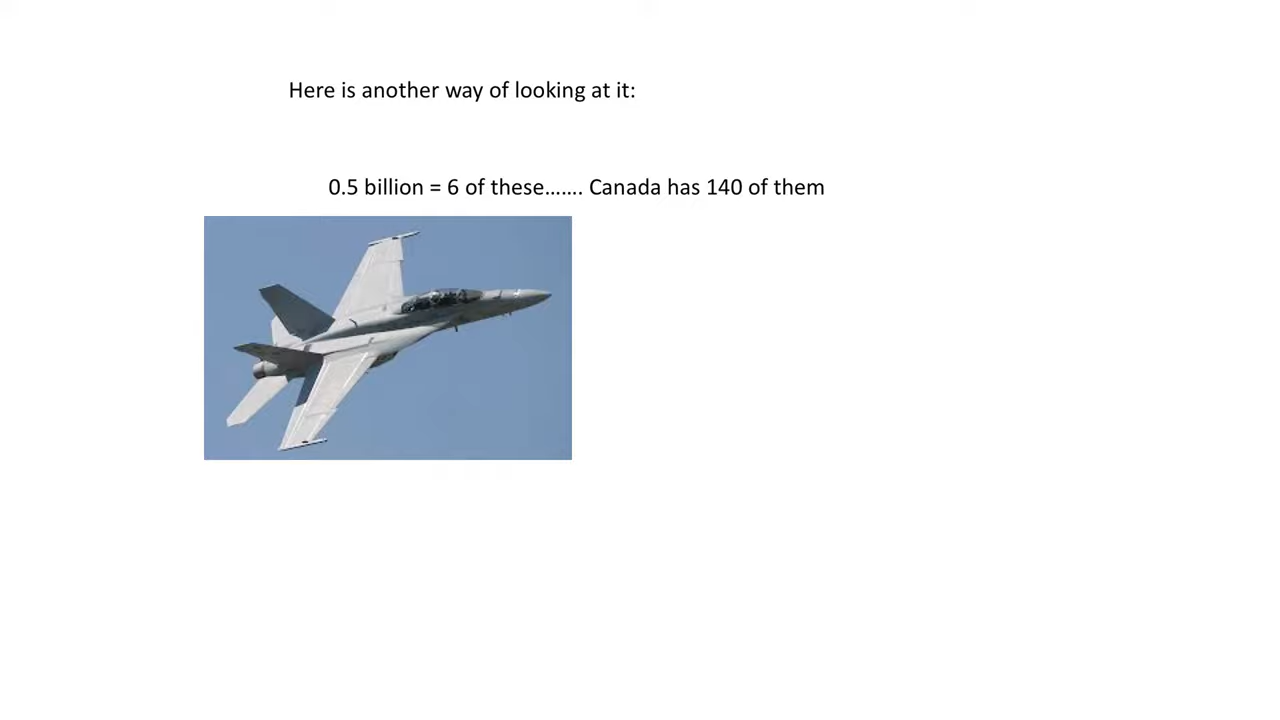 Here is another way of looking at it:
0.5 billion = 6 of these……. Canada has 140 of them